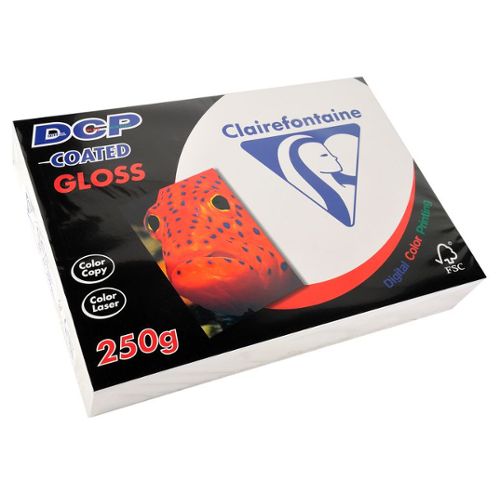 DCP
COATED
GLOSS
Color
Copy
Color
Laser
250g
Clairefontaine
Digital Color Printing
FSC